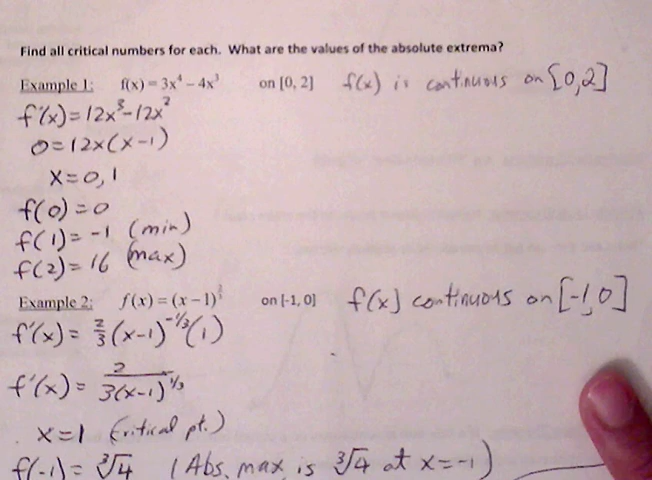 Find all critical numbers for each. What are the values of the absolute extrema?
Example 1: f(x) = 3x⁴ – 4x³ on [0, 2] f(x) is continuous on [0,2]
f'(x) = 12x³-12x²
0 = 12x(x-1)
x=0,1
f(0) = 0
f(1) = -1 (min)
f(2) = 16 (max)
Example 2: f(x) = (x – 1)^(2/3) on [-1, 0] f(x) continuous on [-1,0]
f'(x) = 2/3 (x-1)^(-1/3) (1)
f'(x) = 2/(3(x-1)^(1/3))
x=1 (critical pt.)
f(-1) = ∛4 (Abs. max is ∛4 at x=-1)